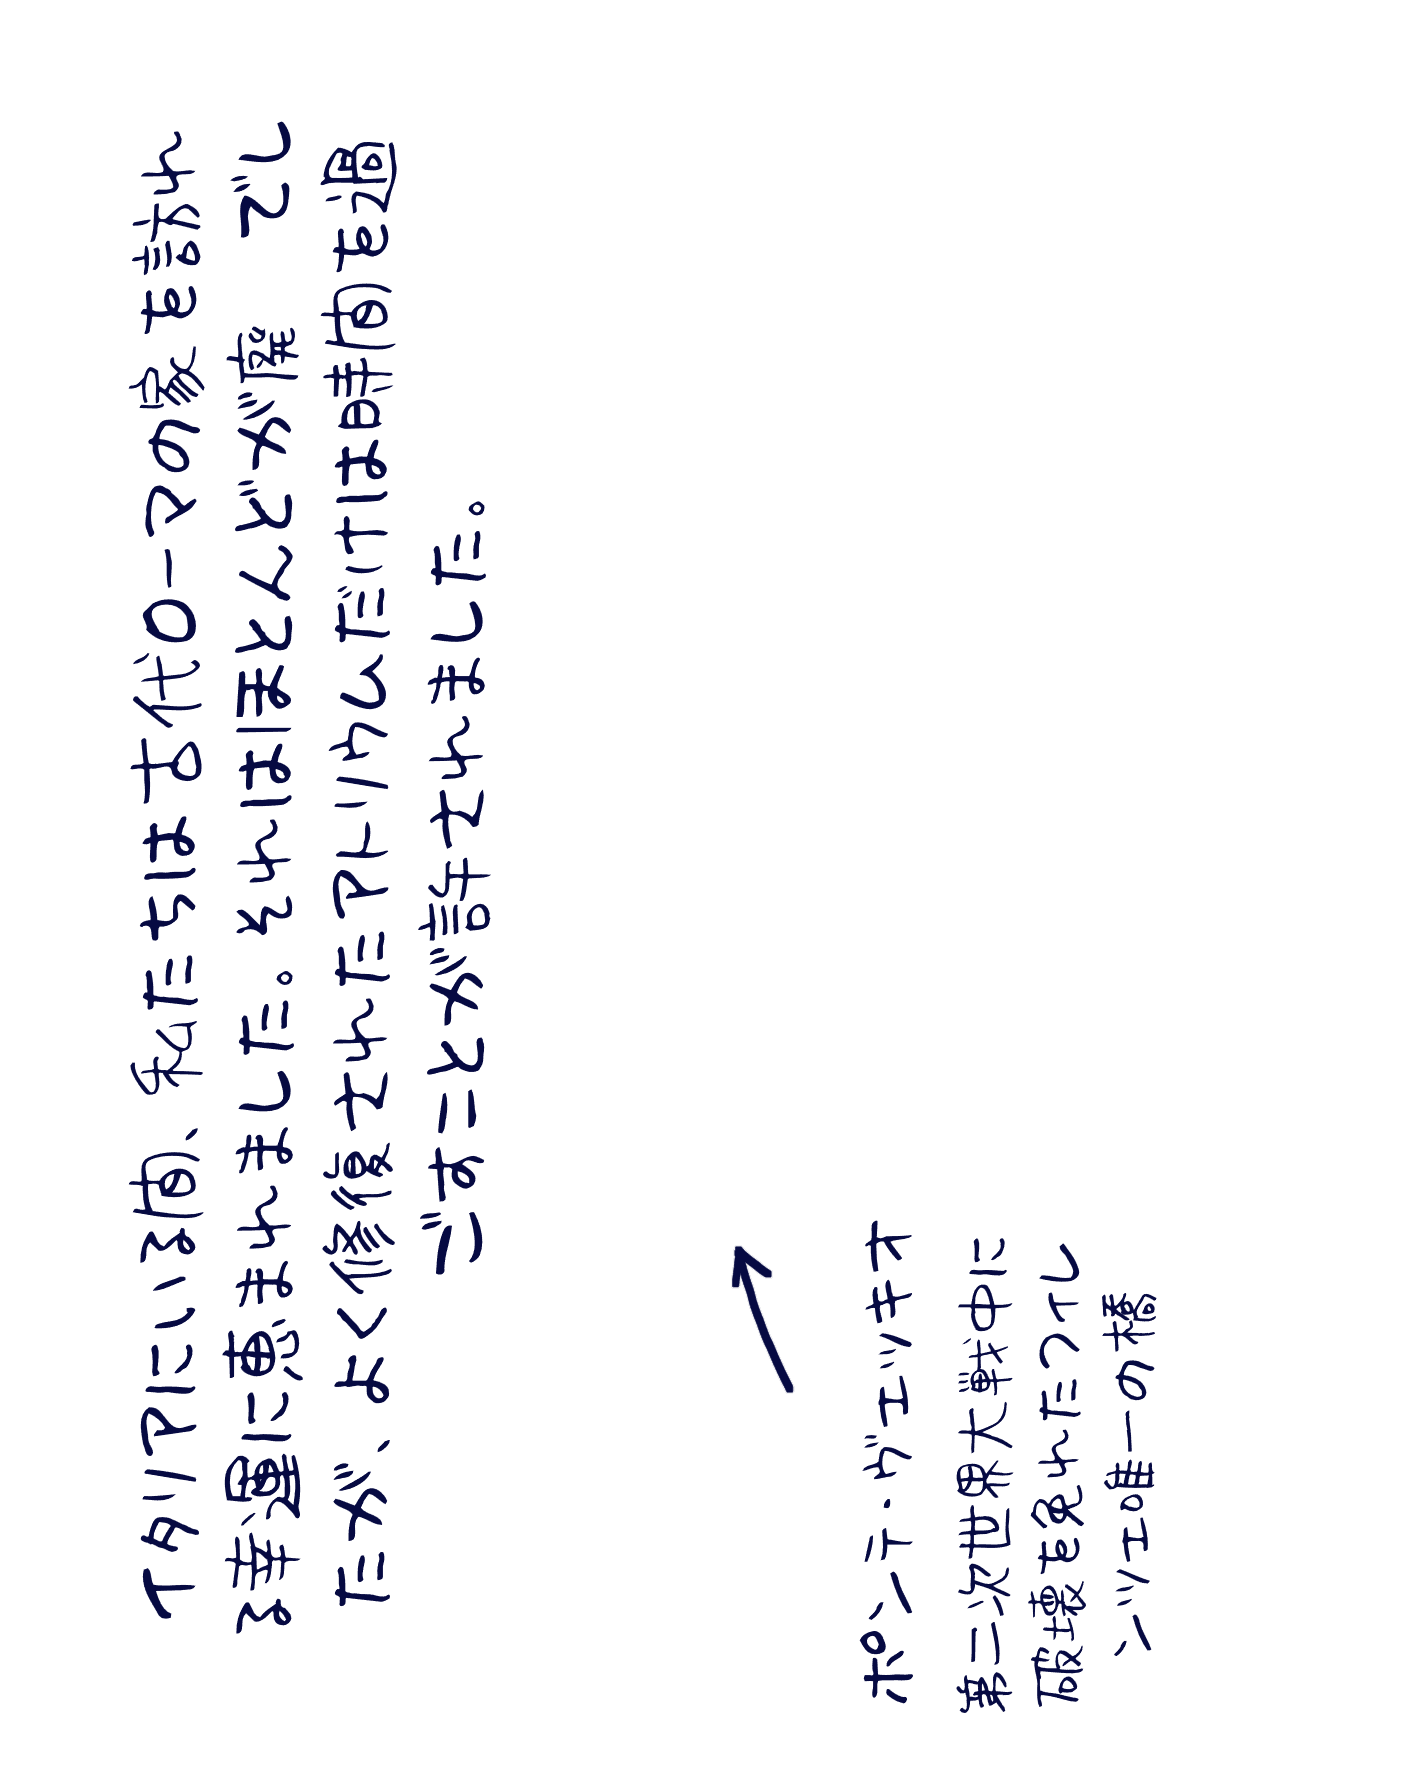 イタリアにいる間、私たちは古代ローマの家を訪れ
る幸運に恵まれました。それはほとんどが でし
たが、よく修復されたアトリウムだけは時間を過
ごすことが許されました。
ポンテ・ヴェッキオ
第二次世界大戦中に
破壊を免れたフィレ
ンツェの唯一の橋